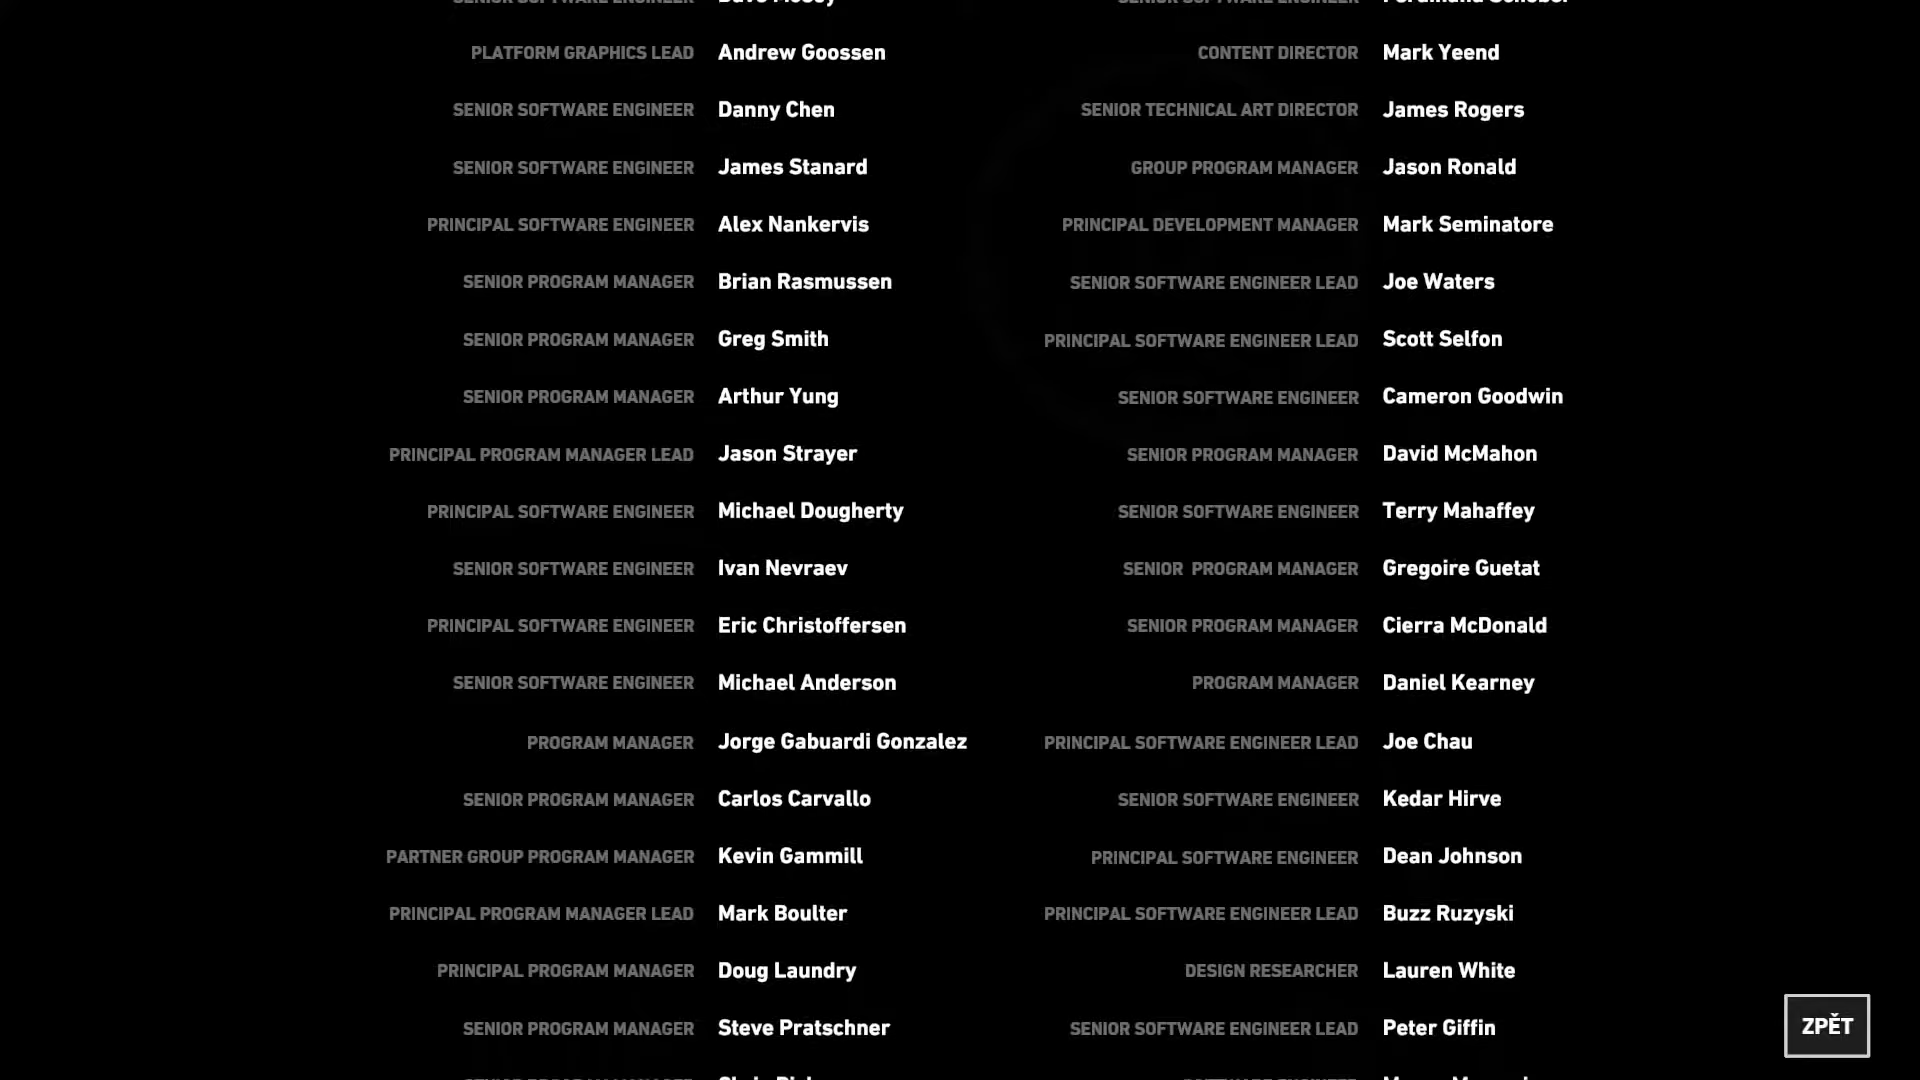 PLATFORM GRAPHICS LEAD Andrew Goossen
SENIOR SOFTWARE ENGINEER Danny Chen
SENIOR SOFTWARE ENGINEER James Stanard
PRINCIPAL SOFTWARE ENGINEER Alex Nankervis
SENIOR PROGRAM MANAGER Brian Rasmussen
SENIOR PROGRAM MANAGER Greg Smith
SENIOR PROGRAM MANAGER Arthur Yung
PRINCIPAL PROGRAM MANAGER LEAD Jason Strayer
PRINCIPAL SOFTWARE ENGINEER Michael Dougherty
SENIOR SOFTWARE ENGINEER Ivan Nevraev
PRINCIPAL SOFTWARE ENGINEER Eric Christoffersen
SENIOR SOFTWARE ENGINEER Michael Anderson
PROGRAM MANAGER Jorge Gabuardi Gonzalez
SENIOR PROGRAM MANAGER Carlos Carvallo
PARTNER GROUP PROGRAM MANAGER Kevin Gammill
PRINCIPAL PROGRAM MANAGER LEAD Mark Boulter
PRINCIPAL PROGRAM MANAGER Doug Laundry
SENIOR PROGRAM MANAGER Steve Pratschner
CONTENT DIRECTOR Mark Yeend
SENIOR TECHNICAL ART DIRECTOR James Rogers
GROUP PROGRAM MANAGER Jason Ronald
PRINCIPAL DEVELOPMENT MANAGER Mark Seminatore
SENIOR SOFTWARE ENGINEER LEAD Joe Waters
PRINCIPAL SOFTWARE ENGINEER LEAD Scott Selfon
SENIOR SOFTWARE ENGINEER Cameron Goodwin
SENIOR PROGRAM MANAGER David McMahon
SENIOR SOFTWARE ENGINEER Terry Mahaffey
SENIOR PROGRAM MANAGER Gregoire Guetat
SENIOR PROGRAM MANAGER Cierra McDonald
PROGRAM MANAGER Daniel Kearney
PRINCIPAL SOFTWARE ENGINEER LEAD Joe Chau
SENIOR SOFTWARE ENGINEER Kedar Hirve
PRINCIPAL SOFTWARE ENGINEER Dean Johnson
PRINCIPAL SOFTWARE ENGINEER LEAD Buzz Ruzyski
DESIGN RESEARCHER Lauren White
SENIOR SOFTWARE ENGINEER LEAD Peter Giffin
ZPĚT